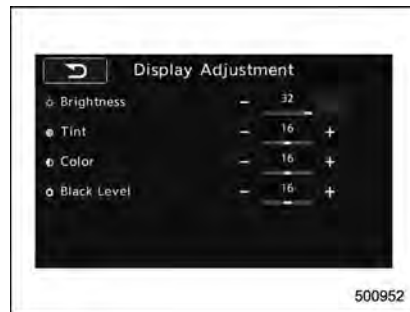 Display Adjustment
Brightness - 32
Tint - 16 +
Color - 16 +
Black Level - 16 +
500952